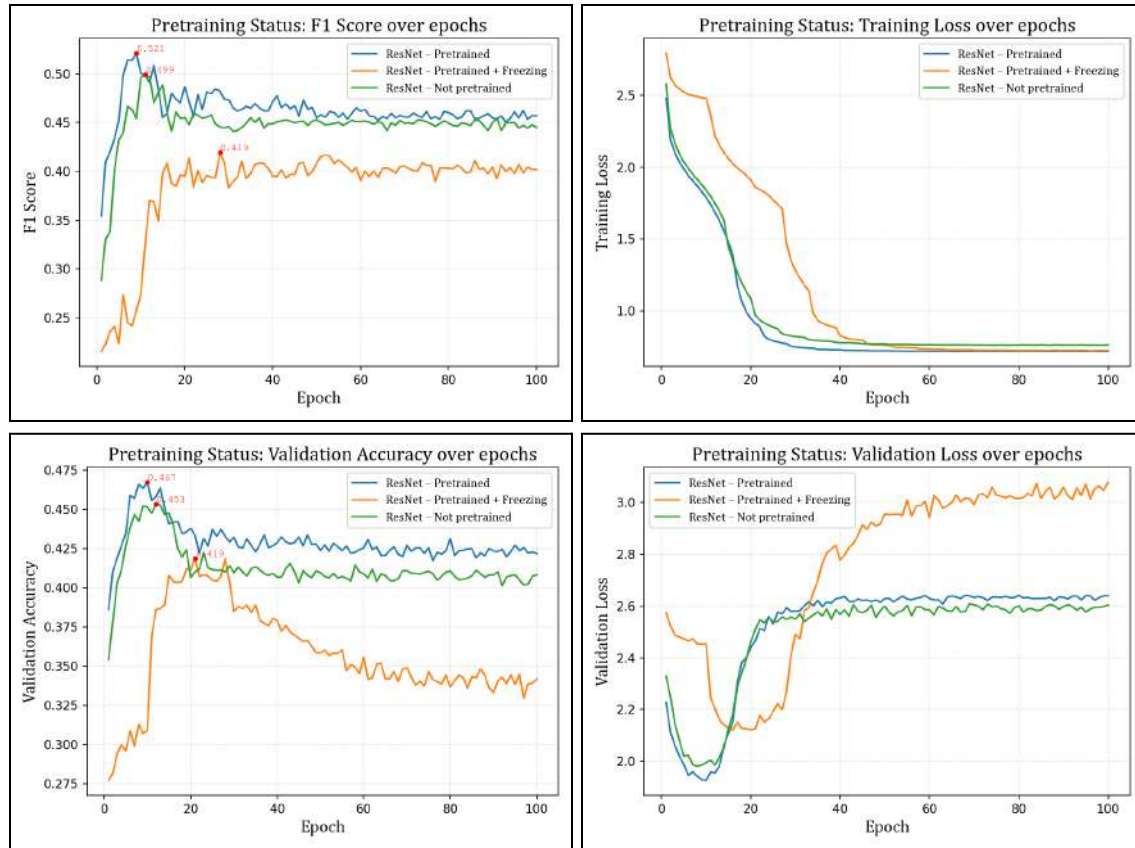 Pretraining Status: F1 Score over epochs
0.521
0.499
0.419
ResNet – Pretrained
ResNet – Pretrained + Freezing
ResNet – Not pretrained
F1 Score
0.50
0.45
0.40
0.35
0.30
0.25
0 20 40 60 80 100
Epoch
Pretraining Status: Training Loss over epochs
ResNet – Pretrained
ResNet – Pretrained + Freezing
ResNet – Not pretrained
Training Loss
2.5
2.0
1.5
1.0
0 20 40 60 80 100
Epoch
Pretraining Status: Validation Accuracy over epochs
0.467
0.453
0.419
ResNet – Pretrained
ResNet – Pretrained + Freezing
ResNet – Not pretrained
Validation Accuracy
0.475
0.450
0.425
0.400
0.375
0.350
0.325
0.300
0.275
0 20 40 60 80 100
Epoch
Pretraining Status: Validation Loss over epochs
ResNet – Pretrained
ResNet – Pretrained + Freezing
ResNet – Not pretrained
Validation Loss
3.0
2.8
2.6
2.4
2.2
2.0
0 20 40 60 80 100
Epoch